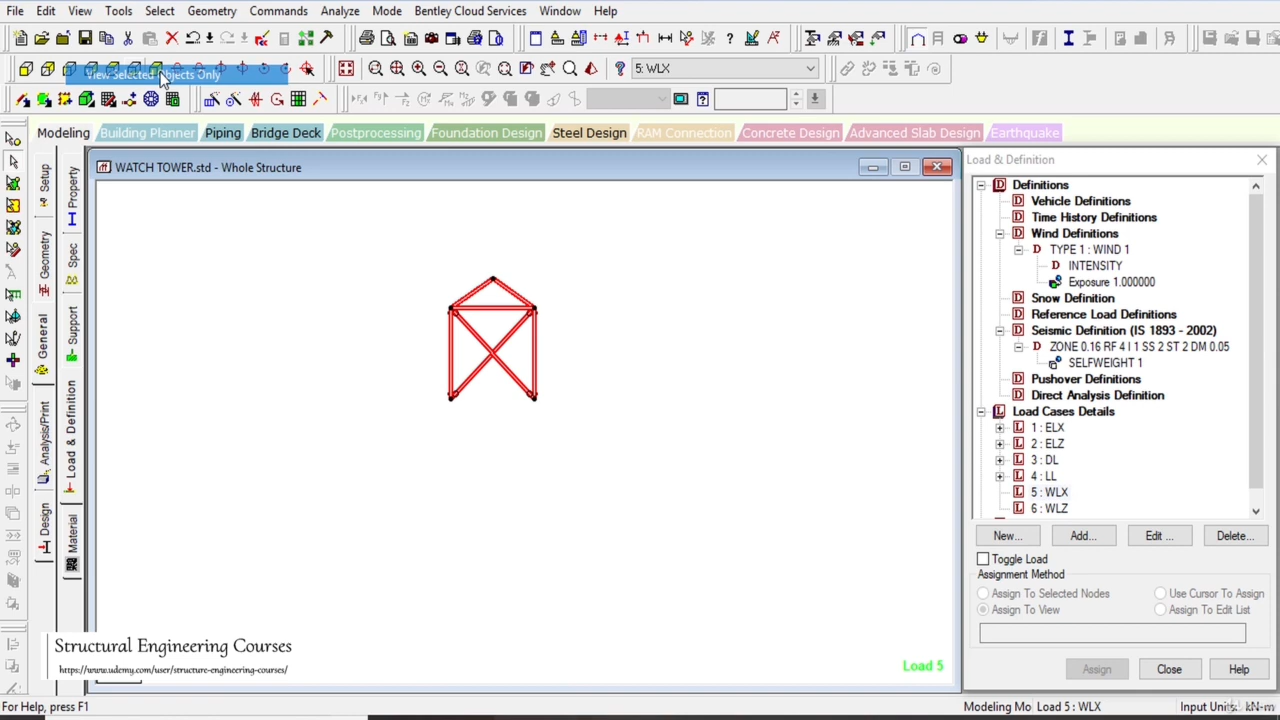 File Edit View Tools Select Geometry Commands Analyze Mode Bentley Cloud Services Window Help
5: WLX
View Selected Objects Only
Modeling Building Planner Piping Bridge Deck Postprocessing Foundation Design Steel Design RAM Connection Concrete Design Advanced Slab Design Earthquake
WATCH TOWER.std - Whole Structure
Setup
Geometry
General
Analysis/Print
Design
Property
Spec
Support
Load & Definition
Material
Load 5
Structural Engineering Courses
https://www.udemy.com/user/structure-engineering-courses/
Load & Definition
Definitions
Vehicle Definitions
Time History Definitions
Wind Definitions
TYPE 1 : WIND 1
INTENSITY
Exposure 1.000000
Snow Definition
Reference Load Definitions
Seismic Definition (IS 1893 - 2002)
ZONE 0.16 RF 4 I 1 SS 2 ST 2 DM 0.05
SELFWEIGHT 1
Pushover Definitions
Direct Analysis Definition
Load Cases Details
1 : ELX
2 : ELZ
3 : DL
4 : LL
5 : WLX
6 : WLZ
New... Add... Edit ... Delete...
Toggle Load
Assignment Method
Assign To Selected Nodes Use Cursor To Assign
Assign To View Assign To Edit List
Assign Close Help
For Help, press F1 Modeling Mo Load 5 : WLX Input Units: kN-m